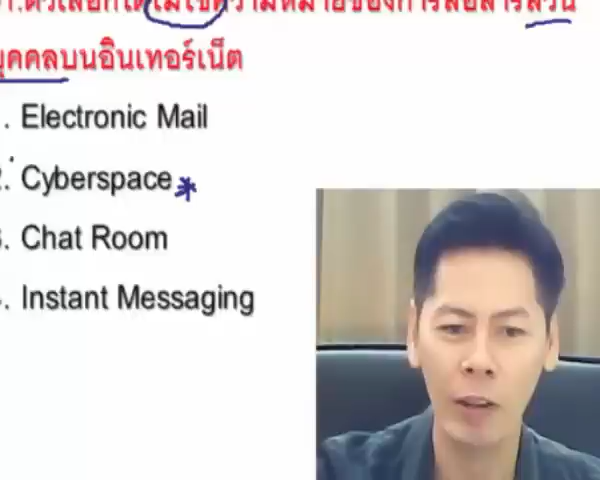 ตัวเลือกใดไม่ใช่ความหมายของการสื่อสารส่วน
บุคคลบนอินเทอร์เน็ต
. Electronic Mail
2. Cyberspace *
3. Chat Room
. Instant Messaging